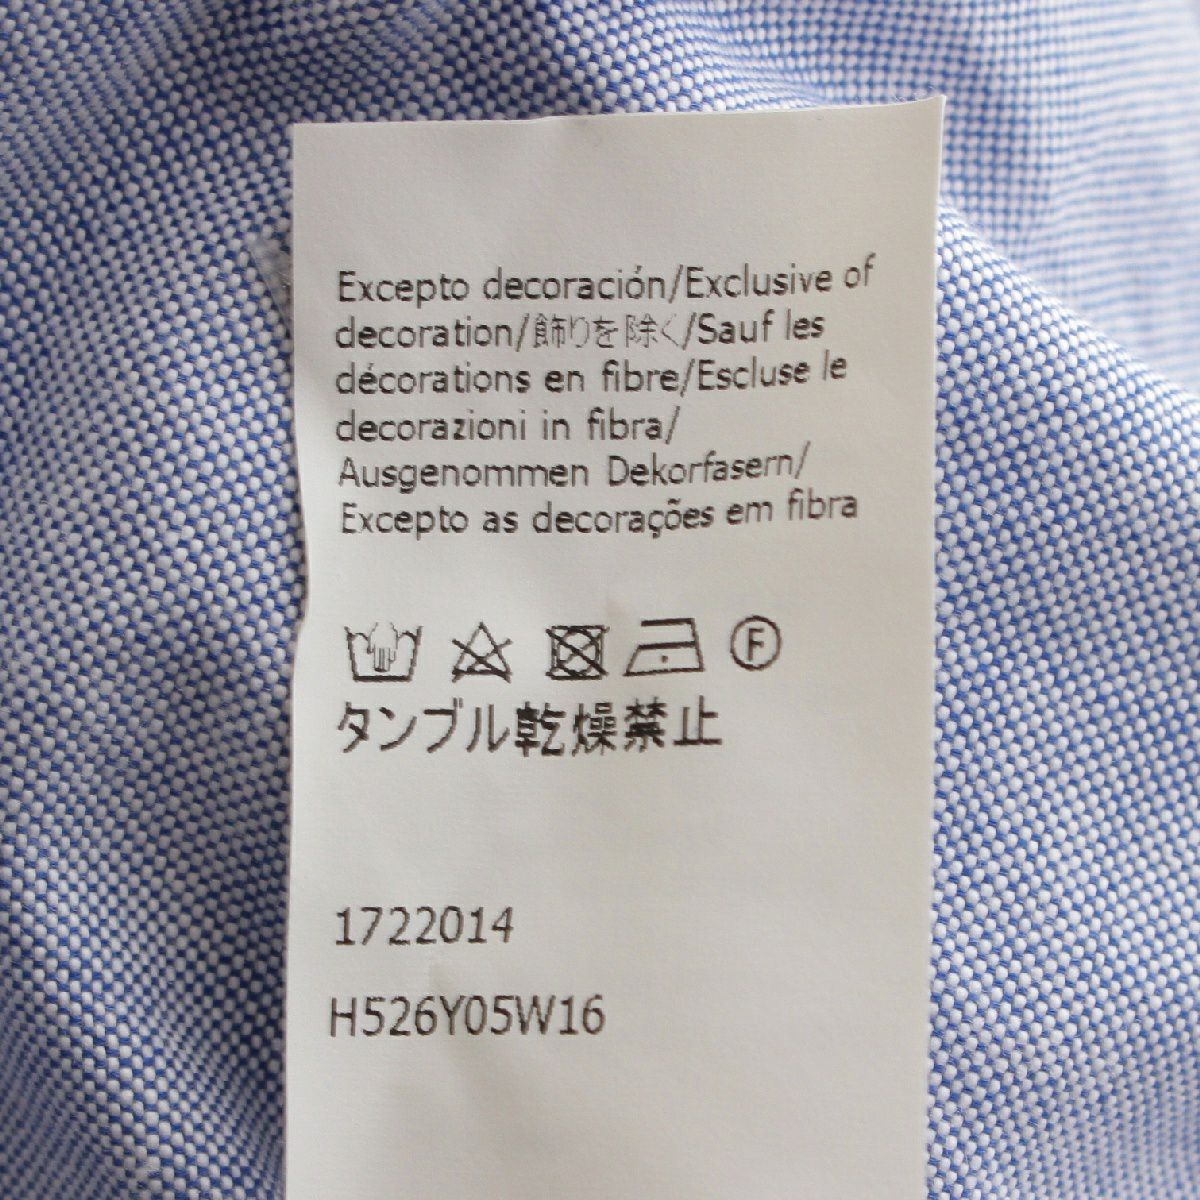 Excepto decoración/Exclusive of
decoration/飾りを除く/Sauf les
décorations en fibre/Escluse le
decorazioni in fibra/
Ausgenommen Dekorfasern/
Excepto as decorações em fibra
F
タンブル乾燥禁止
1722014
H526Y05W16